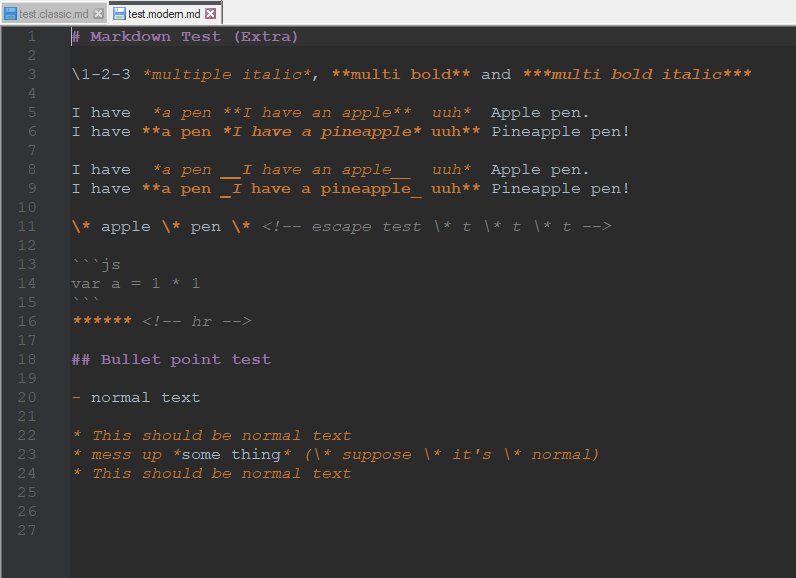 test.classic.md test.modern.md
1 # Markdown Test (Extra)
2
3 \1-2-3 *multiple italic*, **multi bold** and ***multi bold italic***
4
5 I have  *a pen **I have an apple**  uuh*  Apple pen.
6 I have **a pen *I have a pineapple* uuh** Pineapple pen!
7
8 I have  *a pen __I have an apple__  uuh*  Apple pen.
9 I have **a pen _I have a pineapple_ uuh** Pineapple pen!
10
11 \* apple \* pen \* <!-- escape test \* t \* t \* t -->
12
13 ```js
14 var a = 1 * 1
15 ```
16 ****** <!-- hr -->
17
18 ## Bullet point test
19
20 - normal text
21
22 * This should be normal text
23 * mess up *some thing* (\* suppose \* it's \* normal)
24 * This should be normal text
25
26
27